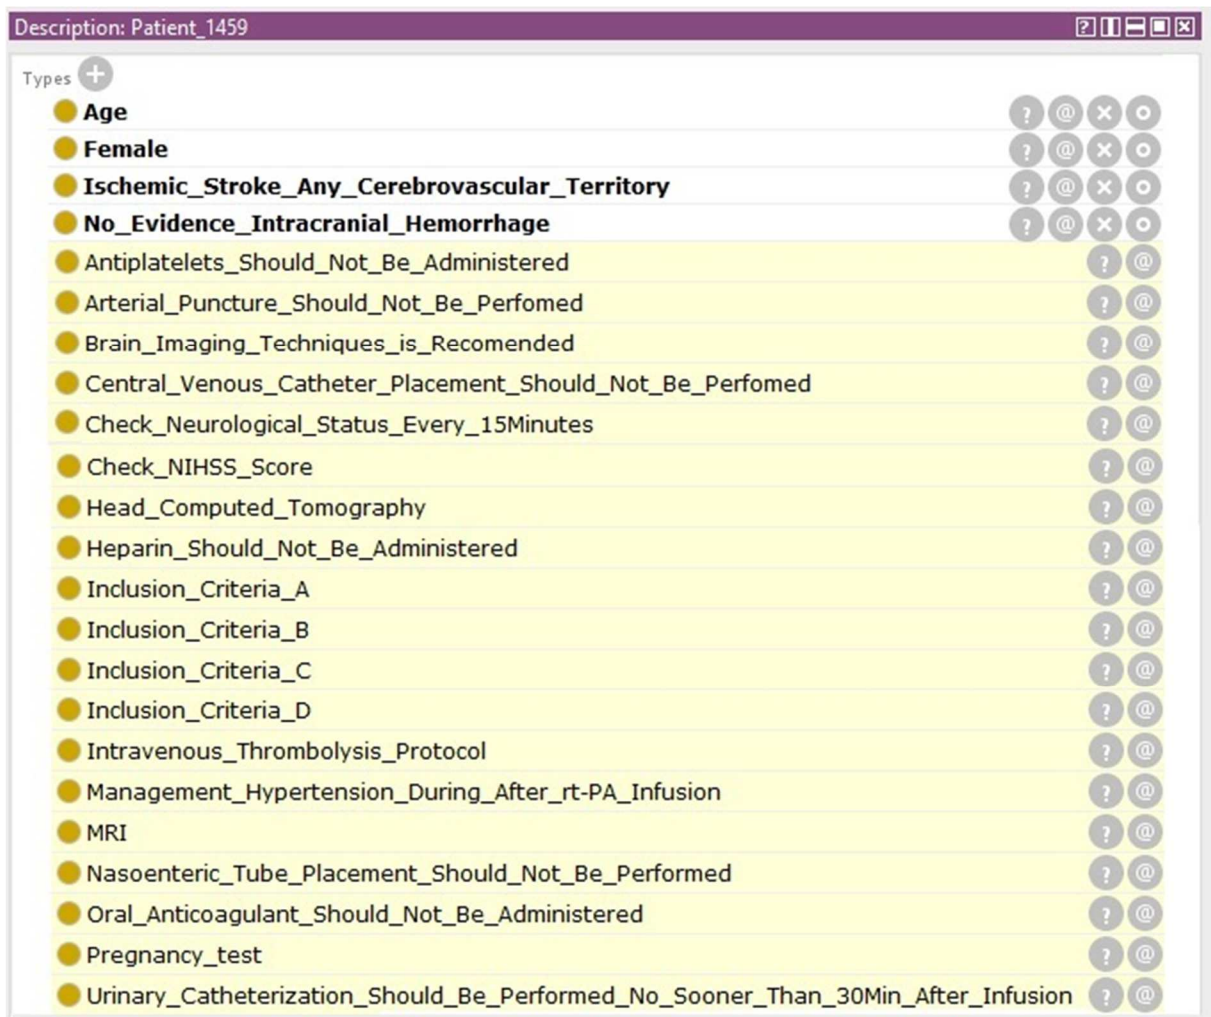 Description: Patient_1459
Types
Age
Female
Ischemic_Stroke_Any_Cerebrovascular_Territory
No_Evidence_Intracranial_Hemorrhage
Antiplatelets_Should_Not_Be_Administered
Arterial_Puncture_Should_Not_Be_Perfomed
Brain_Imaging_Techniques_is_Recomended
Central_Venous_Catheter_Placement_Should_Not_Be_Perfomed
Check_Neurological_Status_Every_15Minutes
Check_NIHSS_Score
Head_Computed_Tomography
Heparin_Should_Not_Be_Administered
Inclusion_Criteria_A
Inclusion_Criteria_B
Inclusion_Criteria_C
Inclusion_Criteria_D
Intravenous_Thrombolysis_Protocol
Management_Hypertension_During_After_rt-PA_Infusion
MRI
Nasoenteric_Tube_Placement_Should_Not_Be_Performed
Oral_Anticoagulant_Should_Not_Be_Administered
Pregnancy_test
Urinary_Catheterization_Should_Be_Performed_No_Sooner_Than_30Min_After_Infusion